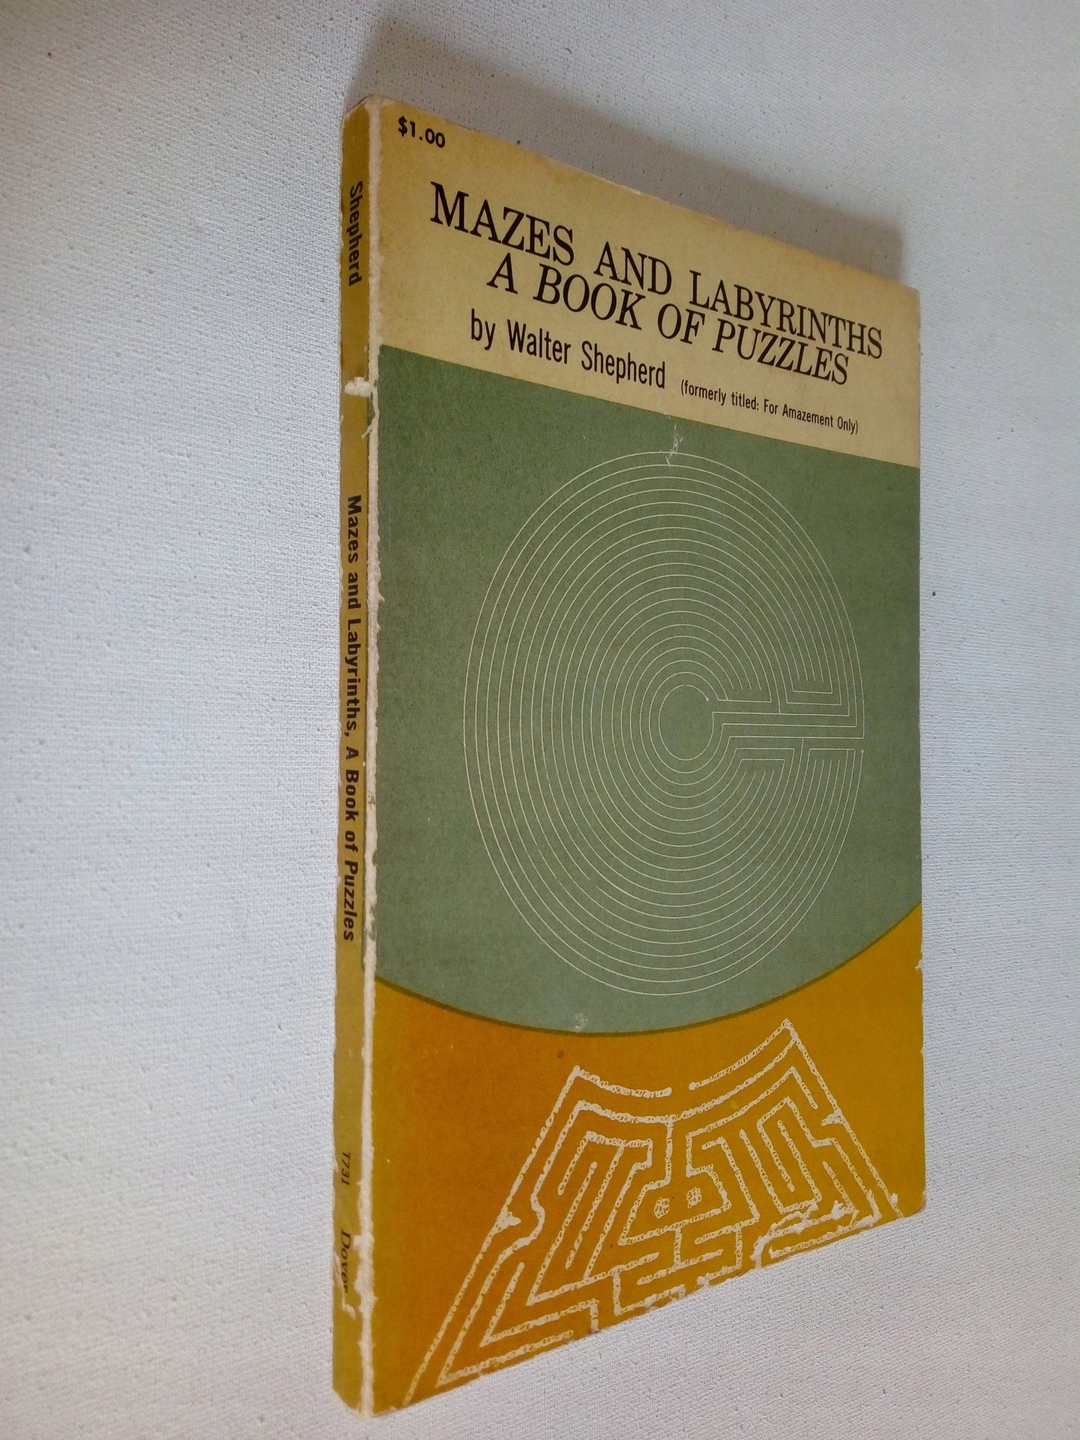 $1.00
MAZES AND LABYRINTHS
A BOOK OF PUZZLES
by Walter Shepherd (formerly titled: For Amazement Only)
Shepherd
Mazes and Labyrinths, A Book of Puzzles
T731
Dover